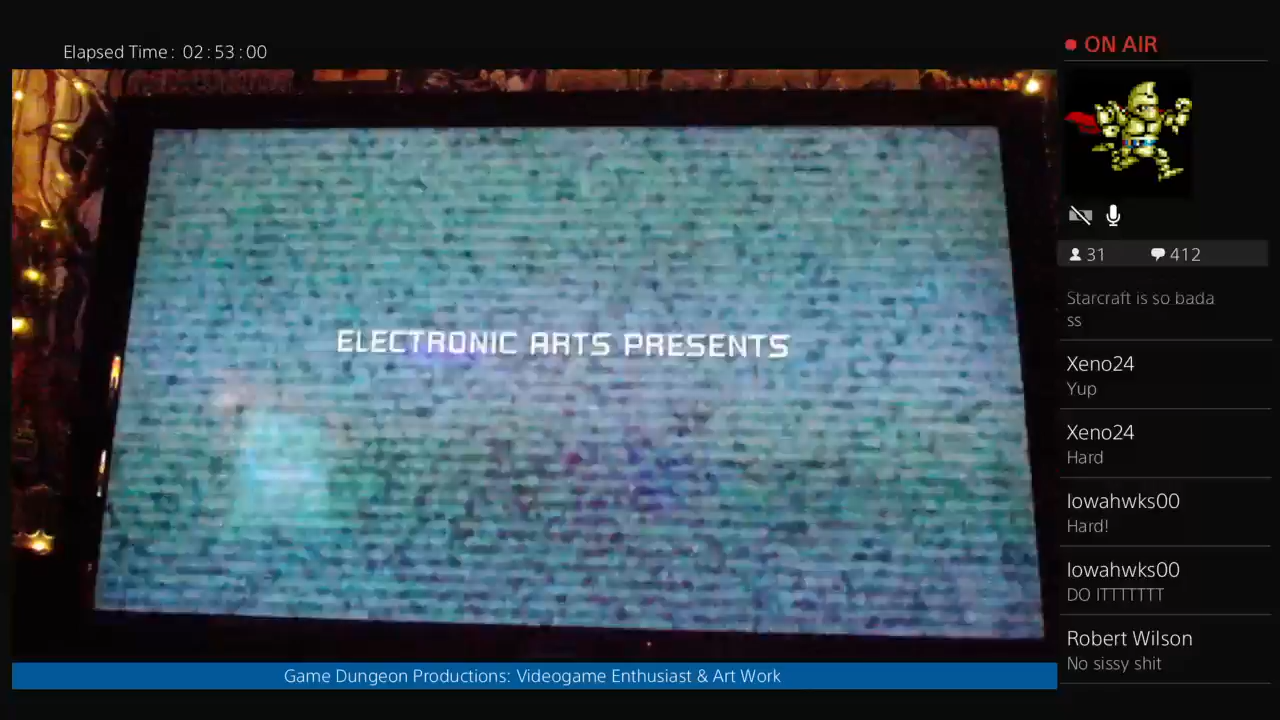 Elapsed Time: 02:53:00
ON AIR
31
412
ELECTRONIC ARTS PRESENTS
Starcraft is so bada
ss
Xeno24
Yup
Xeno24
Hard
Iowahwks00
Hard!
Iowahwks00
DO ITTTTTTT
Robert Wilson
No sissy shit
Game Dungeon Productions: Videogame Enthusiast & Art Work